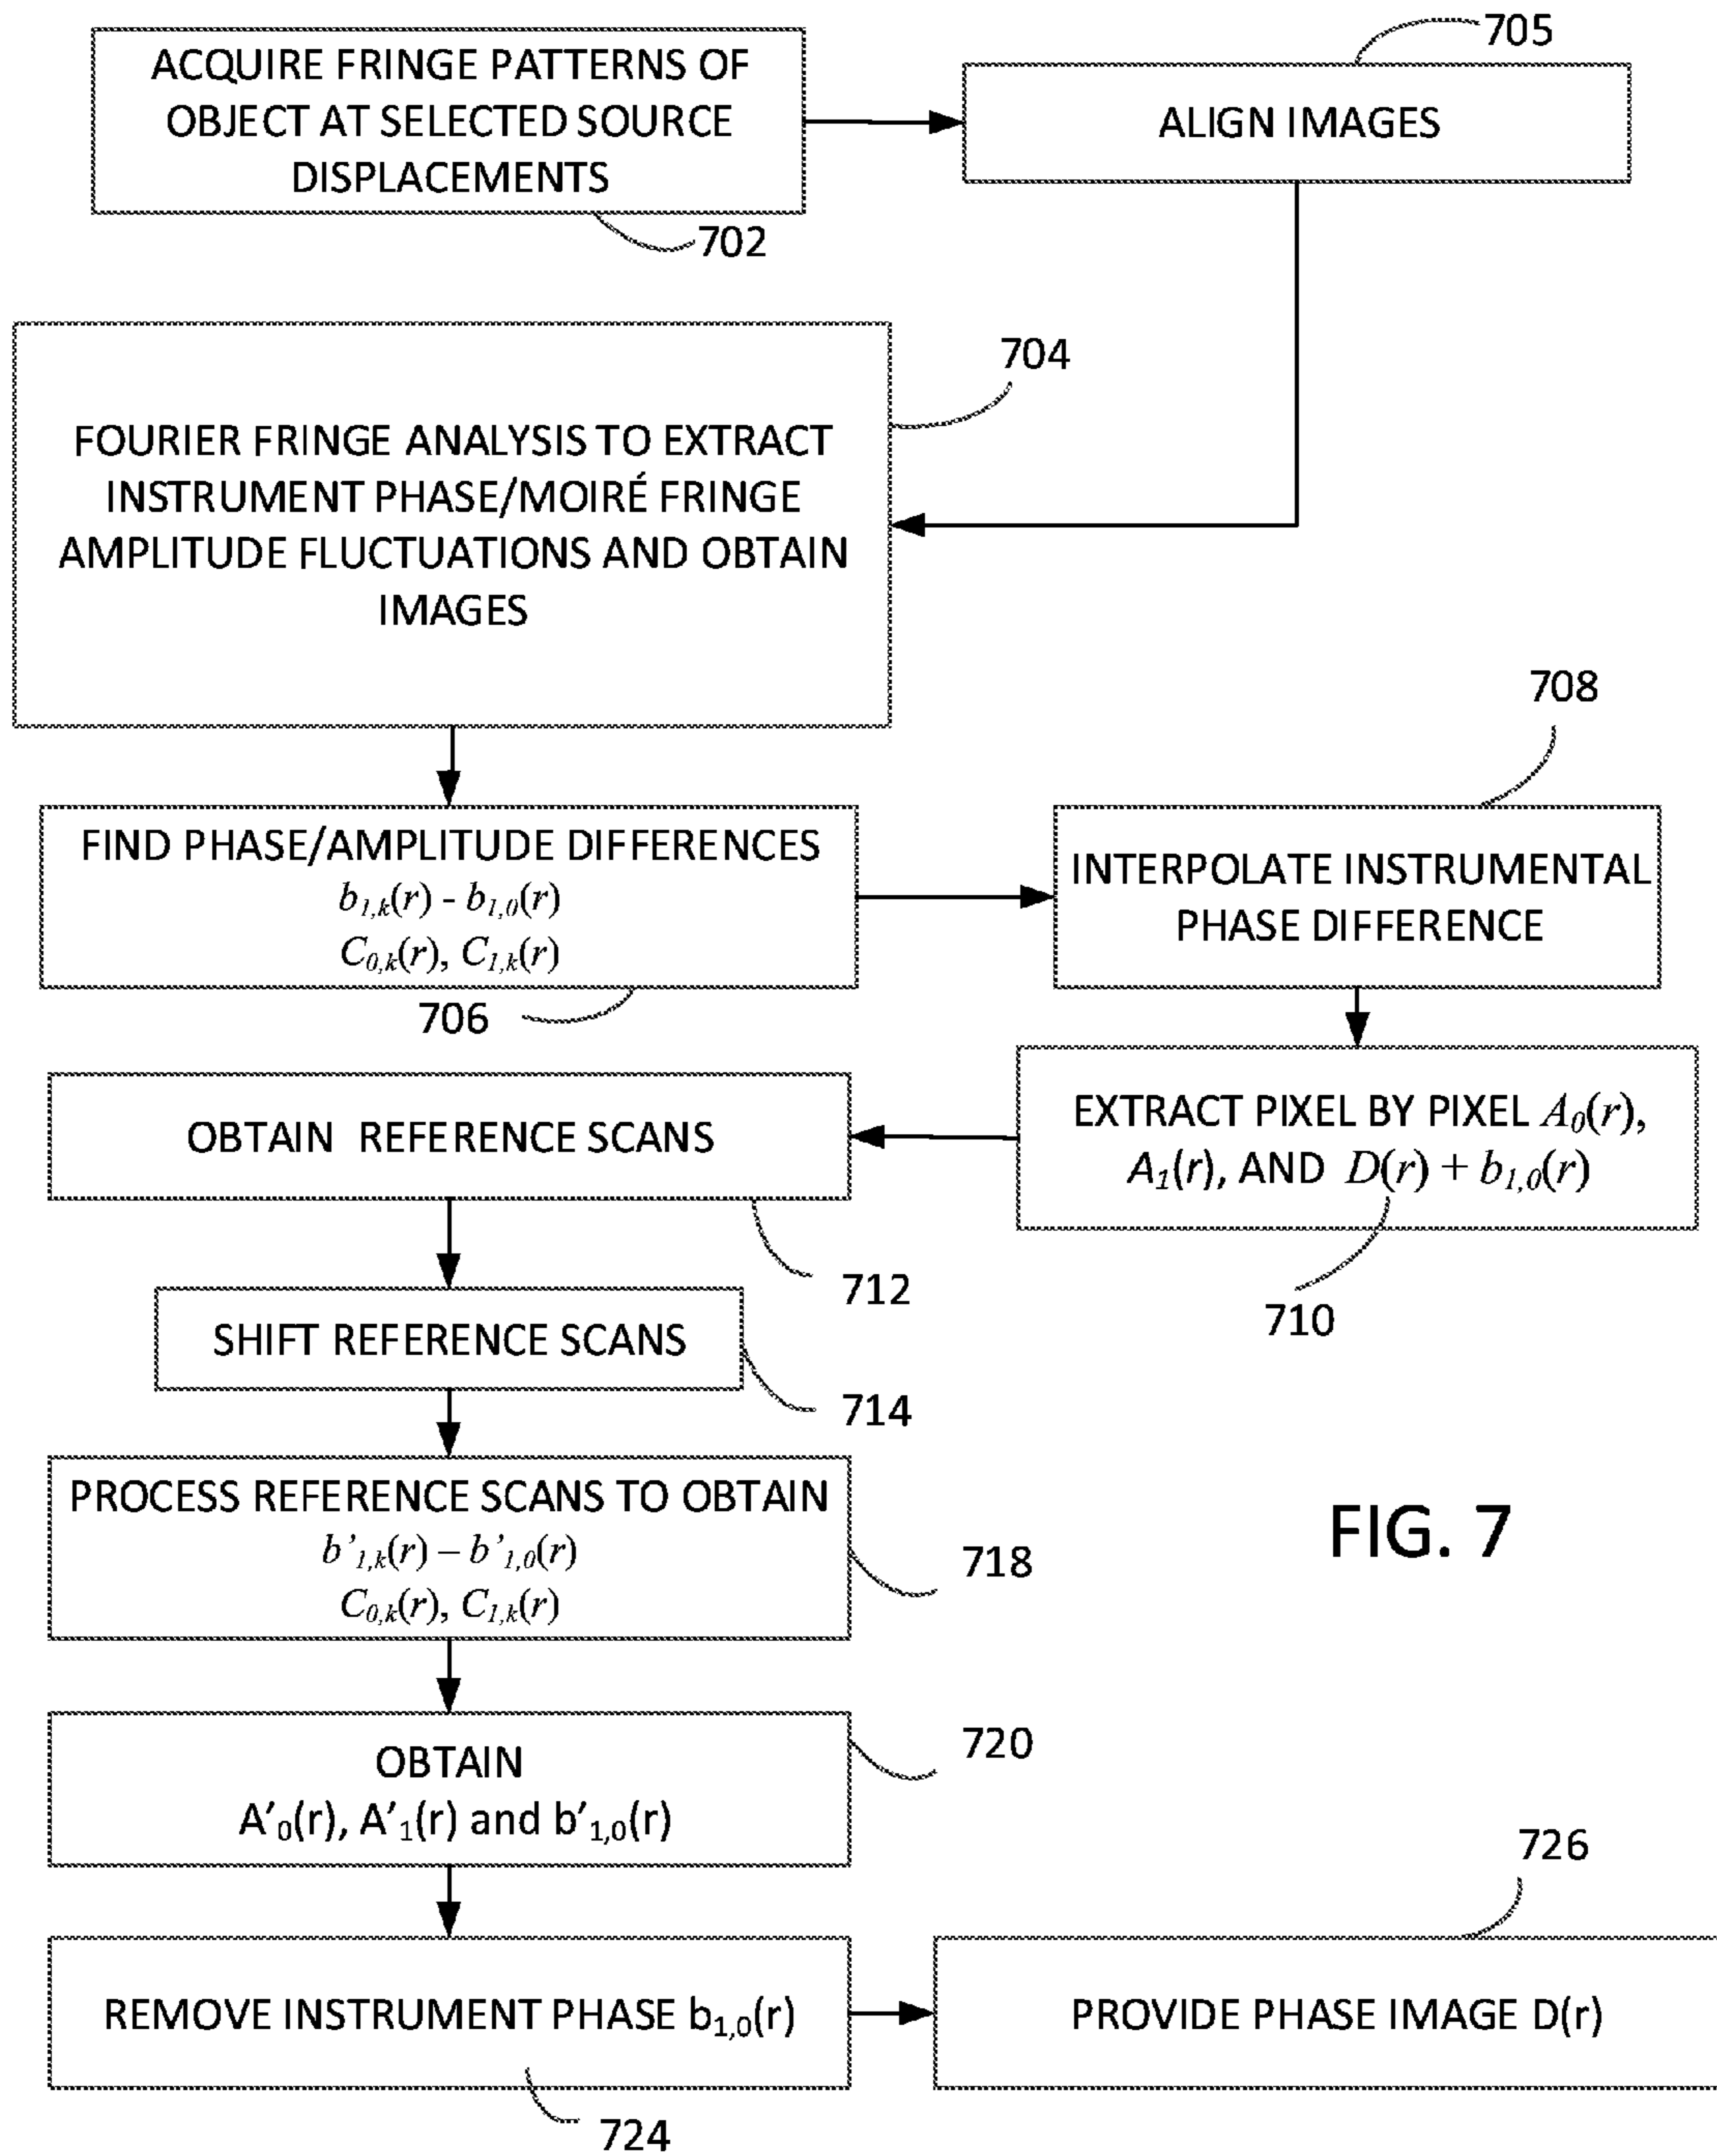 ACQUIRE FRINGE PATTERNS OF
OBJECT AT SELECTED SOURCE
DISPLACEMENTS
702
705
ALIGN IMAGES
704
FOURIER FRINGE ANALYSIS TO EXTRACT
INSTRUMENT PHASE/MOIRÉ FRINGE
AMPLITUDE FLUCTUATIONS AND OBTAIN
IMAGES
708
FIND PHASE/AMPLITUDE DIFFERENCES
b1,k(r) - b1,0(r)
C0,k(r), C1,k(r)
706
INTERPOLATE INSTRUMENTAL
PHASE DIFFERENCE
EXTRACT PIXEL BY PIXEL A0(r),
A1(r), AND D(r) + b1,0(r)
710
OBTAIN REFERENCE SCANS
712
SHIFT REFERENCE SCANS
714
PROCESS REFERENCE SCANS TO OBTAIN
b’1,k(r) – b’1,0(r)
C0,k(r), C1,k(r)
718
FIG. 7
OBTAIN
A’0(r), A’1(r) and b’1,0(r)
720
726
REMOVE INSTRUMENT PHASE b1,0(r)
724
PROVIDE PHASE IMAGE D(r)